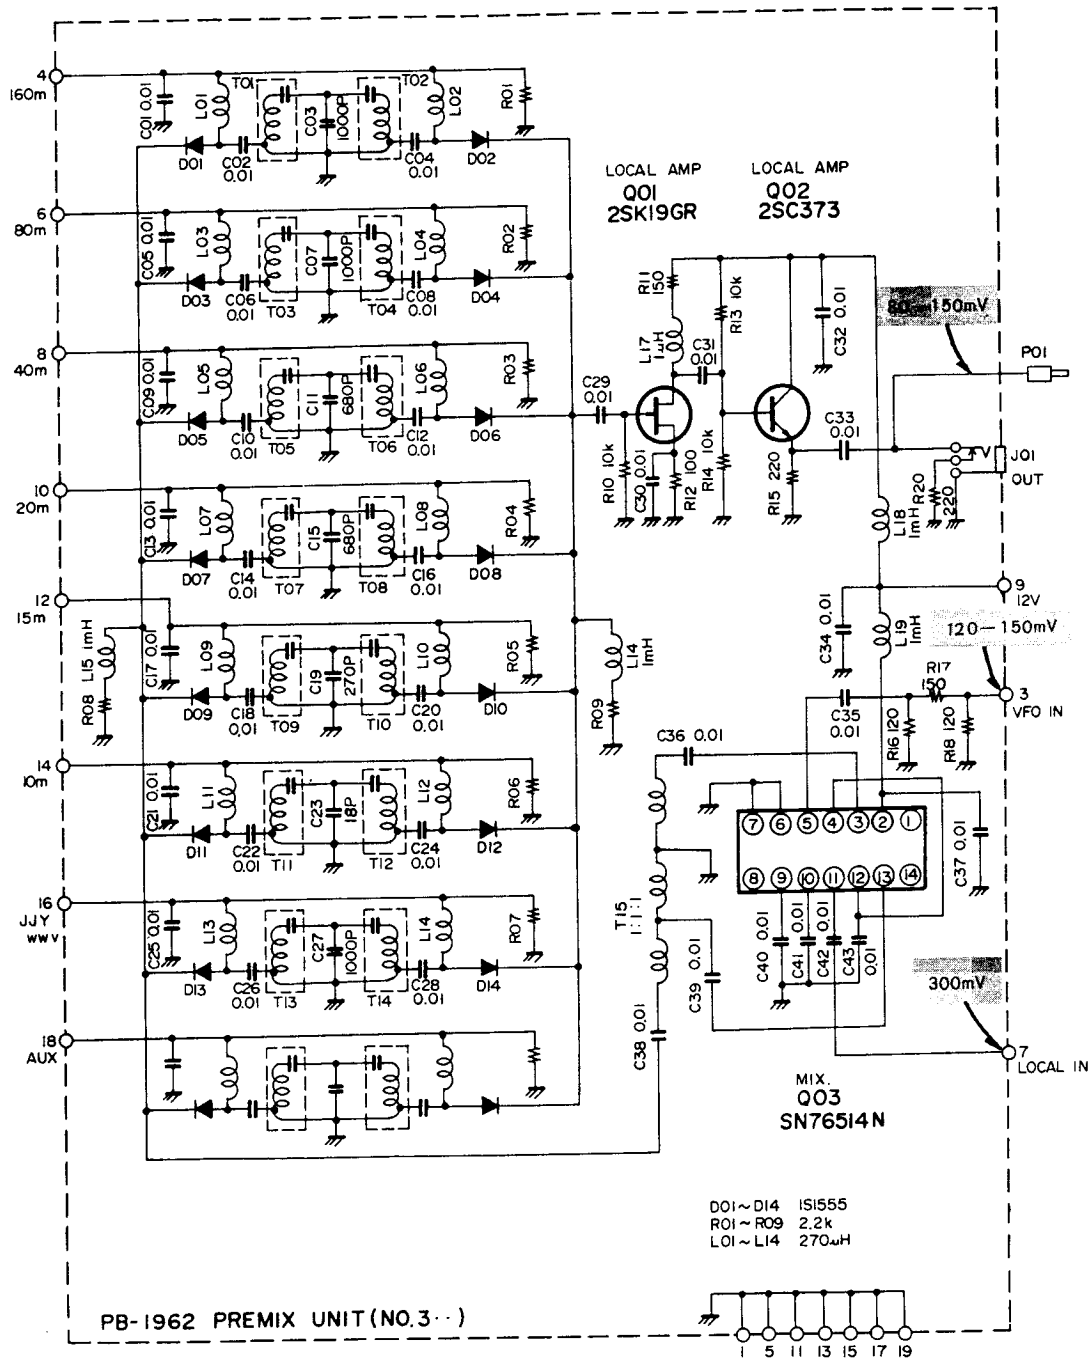 4
160m
C01 0.01
L01
T01
C03
1000P
T02
L02
R01
D01
C02
0.01
C04
0.01
D02
6
80m
C05 0.01
L03
C07
1000P
L04
R02
D03
C06
0.01
T03
T04
C08
0.01
D04
8
40m
C09 0.01
L05
C11
680P
L06
R03
D05
C10
0.01
T05
T06
C12
0.01
D06
10
20m
C13 0.01
L07
C15
680P
L08
R04
D07
C14
0.01
T07
T08
C16
0.01
D08
12
15m
L15 1mH
R08
C17 0.01
L09
C19
270P
L10
R05
D09
C18
0.01
T09
T10
C20
0.01
D10
L14
1mH
R09
14
10m
C21 0.01
L11
C23
18P
L12
R06
D11
C22
0.01
T11
T12
C24
0.01
D12
16
JJY
WWV
C25 0.01
L13
C27
1000P
L14
R07
D13
C26
0.01
T13
T14
C28
0.01
D14
18
AUX
LOCAL AMP
Q01
2SK19GR
LOCAL AMP
Q02
2SC373
R11
150
L17
1µH
C31
0.01
R13 10k
C32 0.01
80-150mV
P01
C29
0.01
R10 10k
C30 0.01
R12 100
R14 10k
R15 220
C33
0.01
J01
OUT
R20
220
L18
1mH
9
12V
C34 0.01
L19
1mH
120-150mV
R17
150
C35
0.01
R16 120
R18 120
3
VFO IN
C36 0.01
7 6 5 4 3 2 1
8 9 10 11 12 13 14
C37 0.01
T15
1:1:1
C39 0.01
C40 0.01
C41 0.01
C42 0.01
C43
0.01
C38 0.01
300mV
7
LOCAL IN
MIX.
Q03
SN76514N
D01~D14 1S1555
R01~R09 2.2k
L01~L14 270µH
PB-1962 PREMIX UNIT (NO.3··)
1 5 11 13 15 17 19